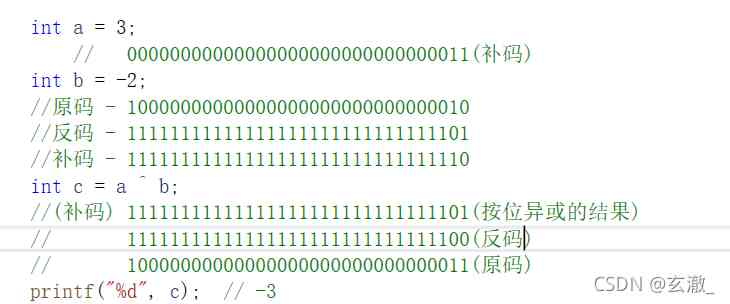 int a = 3;
// 00000000000000000000000000000011(补码)
int b = -2;
//原码 - 10000000000000000000000000000010
//反码 - 11111111111111111111111111111101
//补码 - 11111111111111111111111111111110
int c = a ^ b;
//(补码) 11111111111111111111111111111101(按位异或的结果)
// 11111111111111111111111111111100(反码)
// 10000000000000000000000000000011(原码)
printf("%d", c); // -3
CSDN @玄澈_